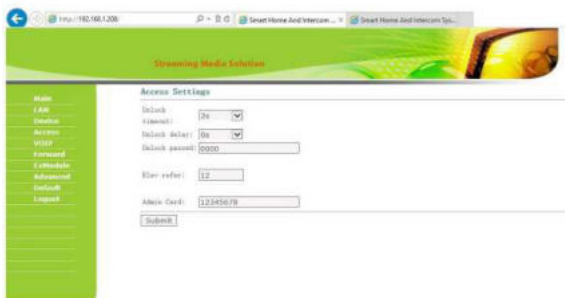 http://192.168.1.208
Smart Home And Intercom ...
Smart Home And Intercom Sys...
Streaming Media Solution
Main
LAN
Device
Access
VOIP
Forward
ExModule
Advanced
Default
Logout
Access Settings
Unlock timeout: 2s
Unlock delay: 0s
Unlock passwd: 0000
Elev refer: 12
Admin Card: 12345678
Submit